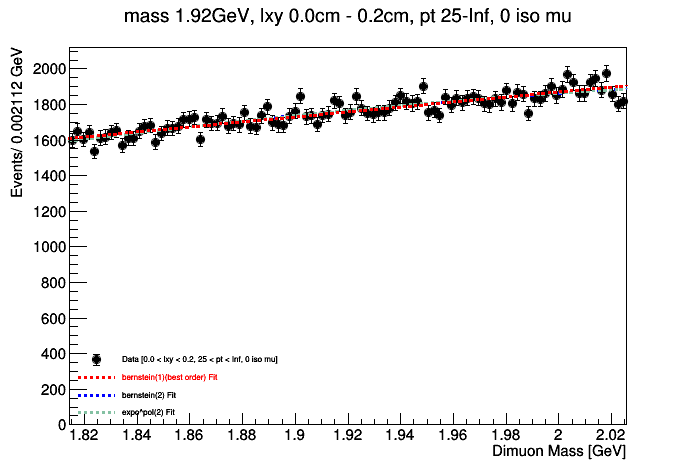 mass 1.92GeV, lxy 0.0cm - 0.2cm, pt 25-Inf, 0 iso mu
Events/ 0.002112 GeV
2000
1800
1600
1400
1200
1000
800
600
400
200
0
Data [0.0 < lxy < 0.2, 25 < pt < Inf, 0 iso mu]
bernstein(1)(best order) Fit
bernstein(2) Fit
expo*pol(2) Fit
1.82 1.84 1.86 1.88 1.9 1.92 1.94 1.96 1.98 2 2.02
Dimuon Mass [GeV]